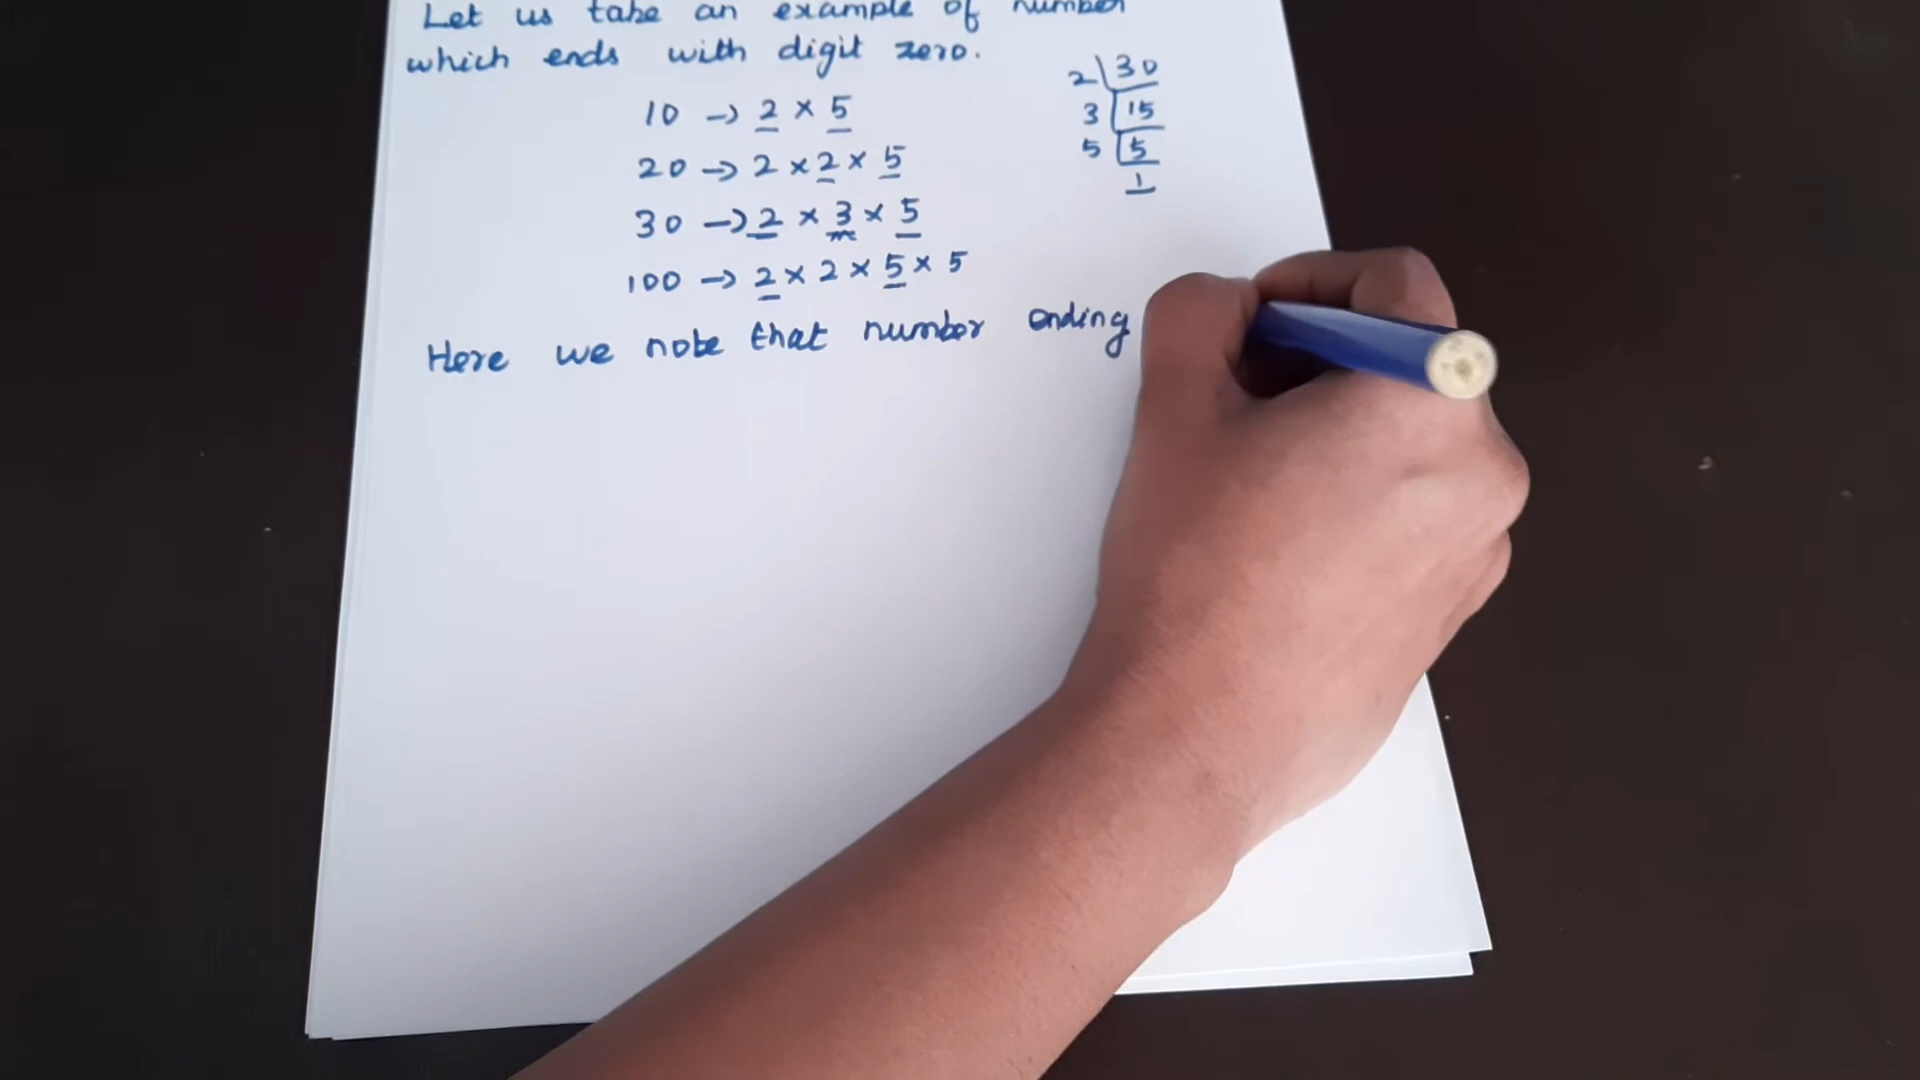 Let us take an example of number
which ends with digit zero.
10 -> 2 × 5
20 -> 2 × 2 × 5
30 -> 2 × 3 × 5
100 -> 2 × 2 × 5 × 5
2 | 30
3 | 15
5 | 5
1
Here we note that number ending